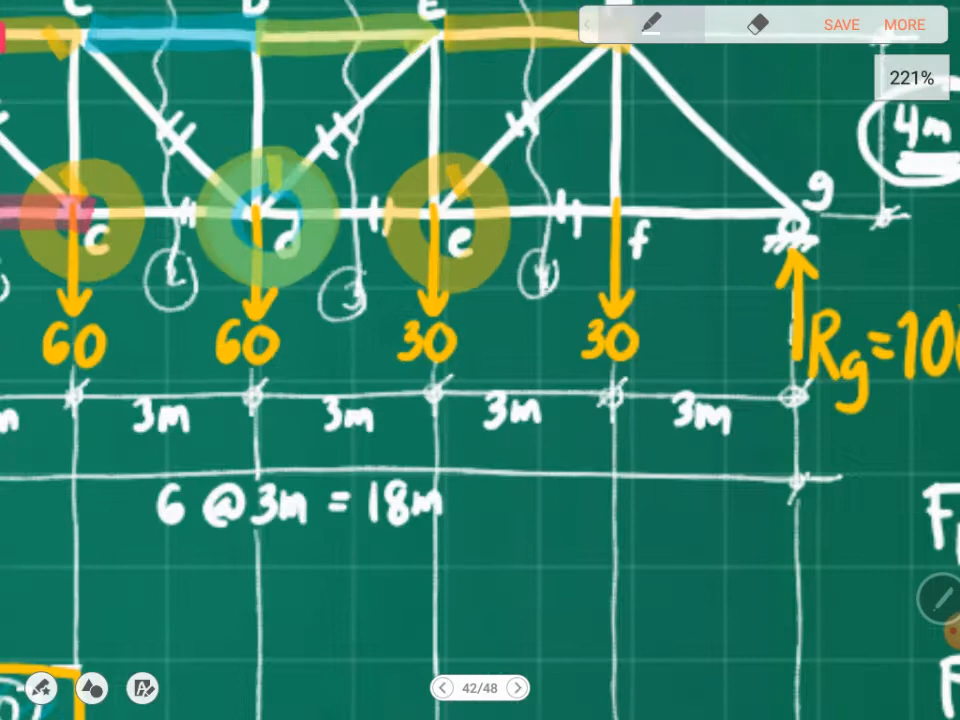 C D E
SAVE MORE
221%
4m
g
c d e f
2 3 4
60 60 30 30
Rg=10
m 3m 3m 3m 3m
6 @ 3m = 18m
42/48